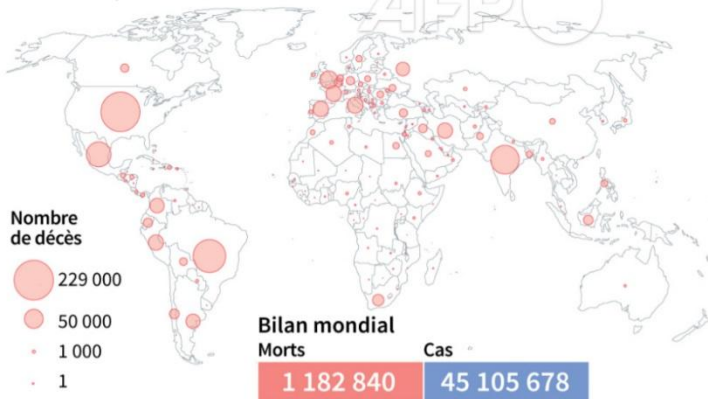 AFP
Nombre
de décès
229 000
50 000
1 000
1
Bilan mondial
Morts
Cas
1 182 840
45 105 678